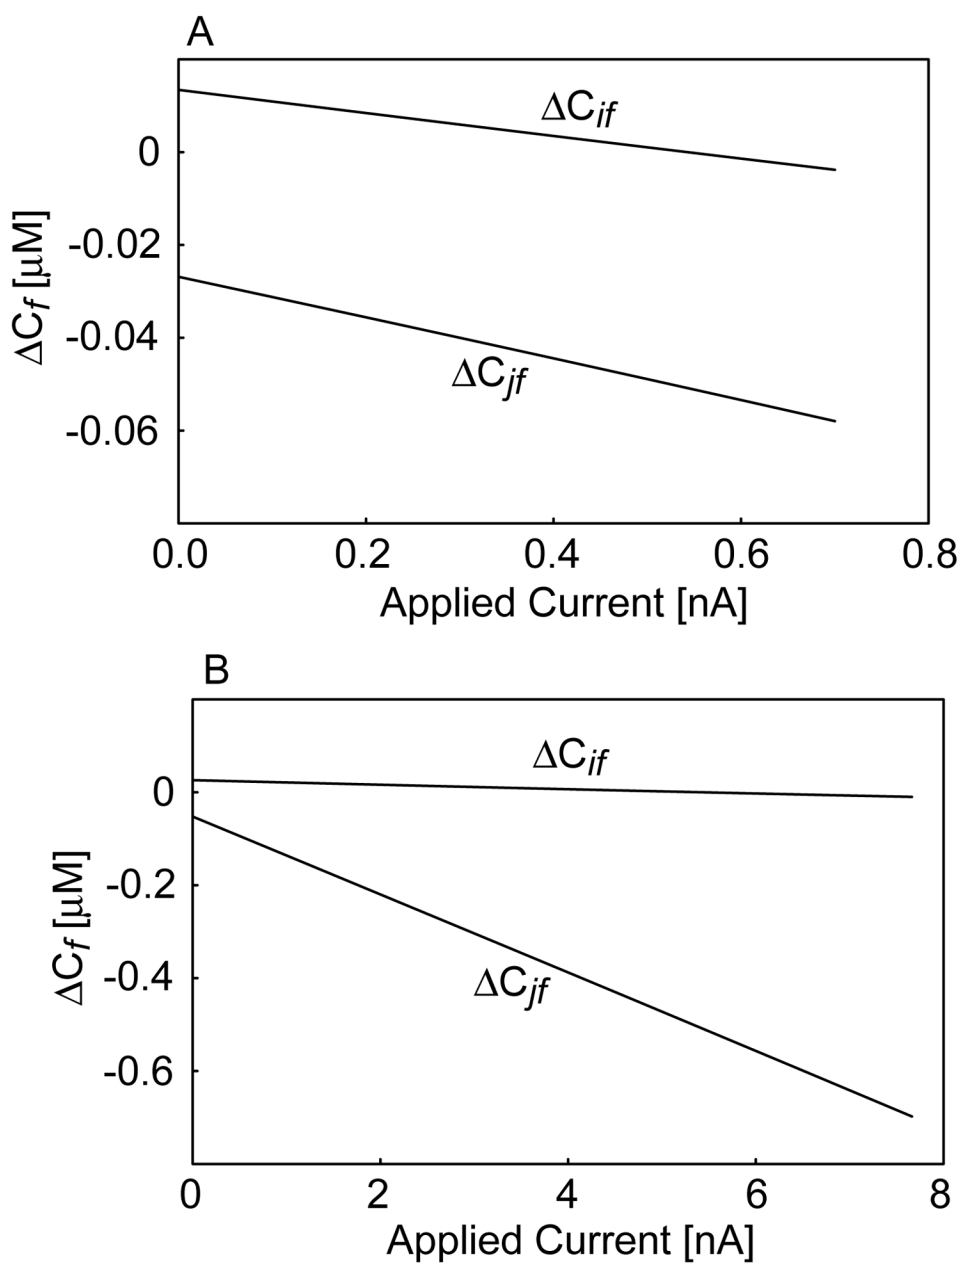 A
ΔCif
0
-0.02
-0.04
-0.06
ΔCf [μM]
ΔCjf
0.0 0.2 0.4 0.6 0.8
Applied Current [nA]
B
ΔCif
0
-0.2
-0.4
-0.6
ΔCf [μM]
ΔCjf
0 2 4 6 8
Applied Current [nA]